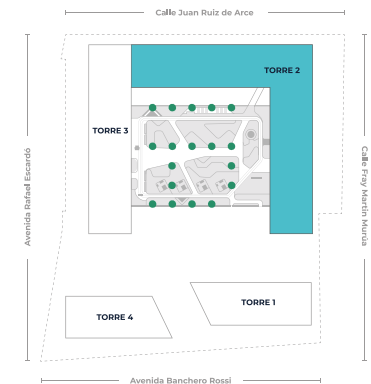 Calle Juan Ruiz de Arce
TORRE 2
TORRE 3
Avenida Rafael Escardó
Calle Fray Martín Murúa
TORRE 1
TORRE 4
Avenida Banchero Rossi